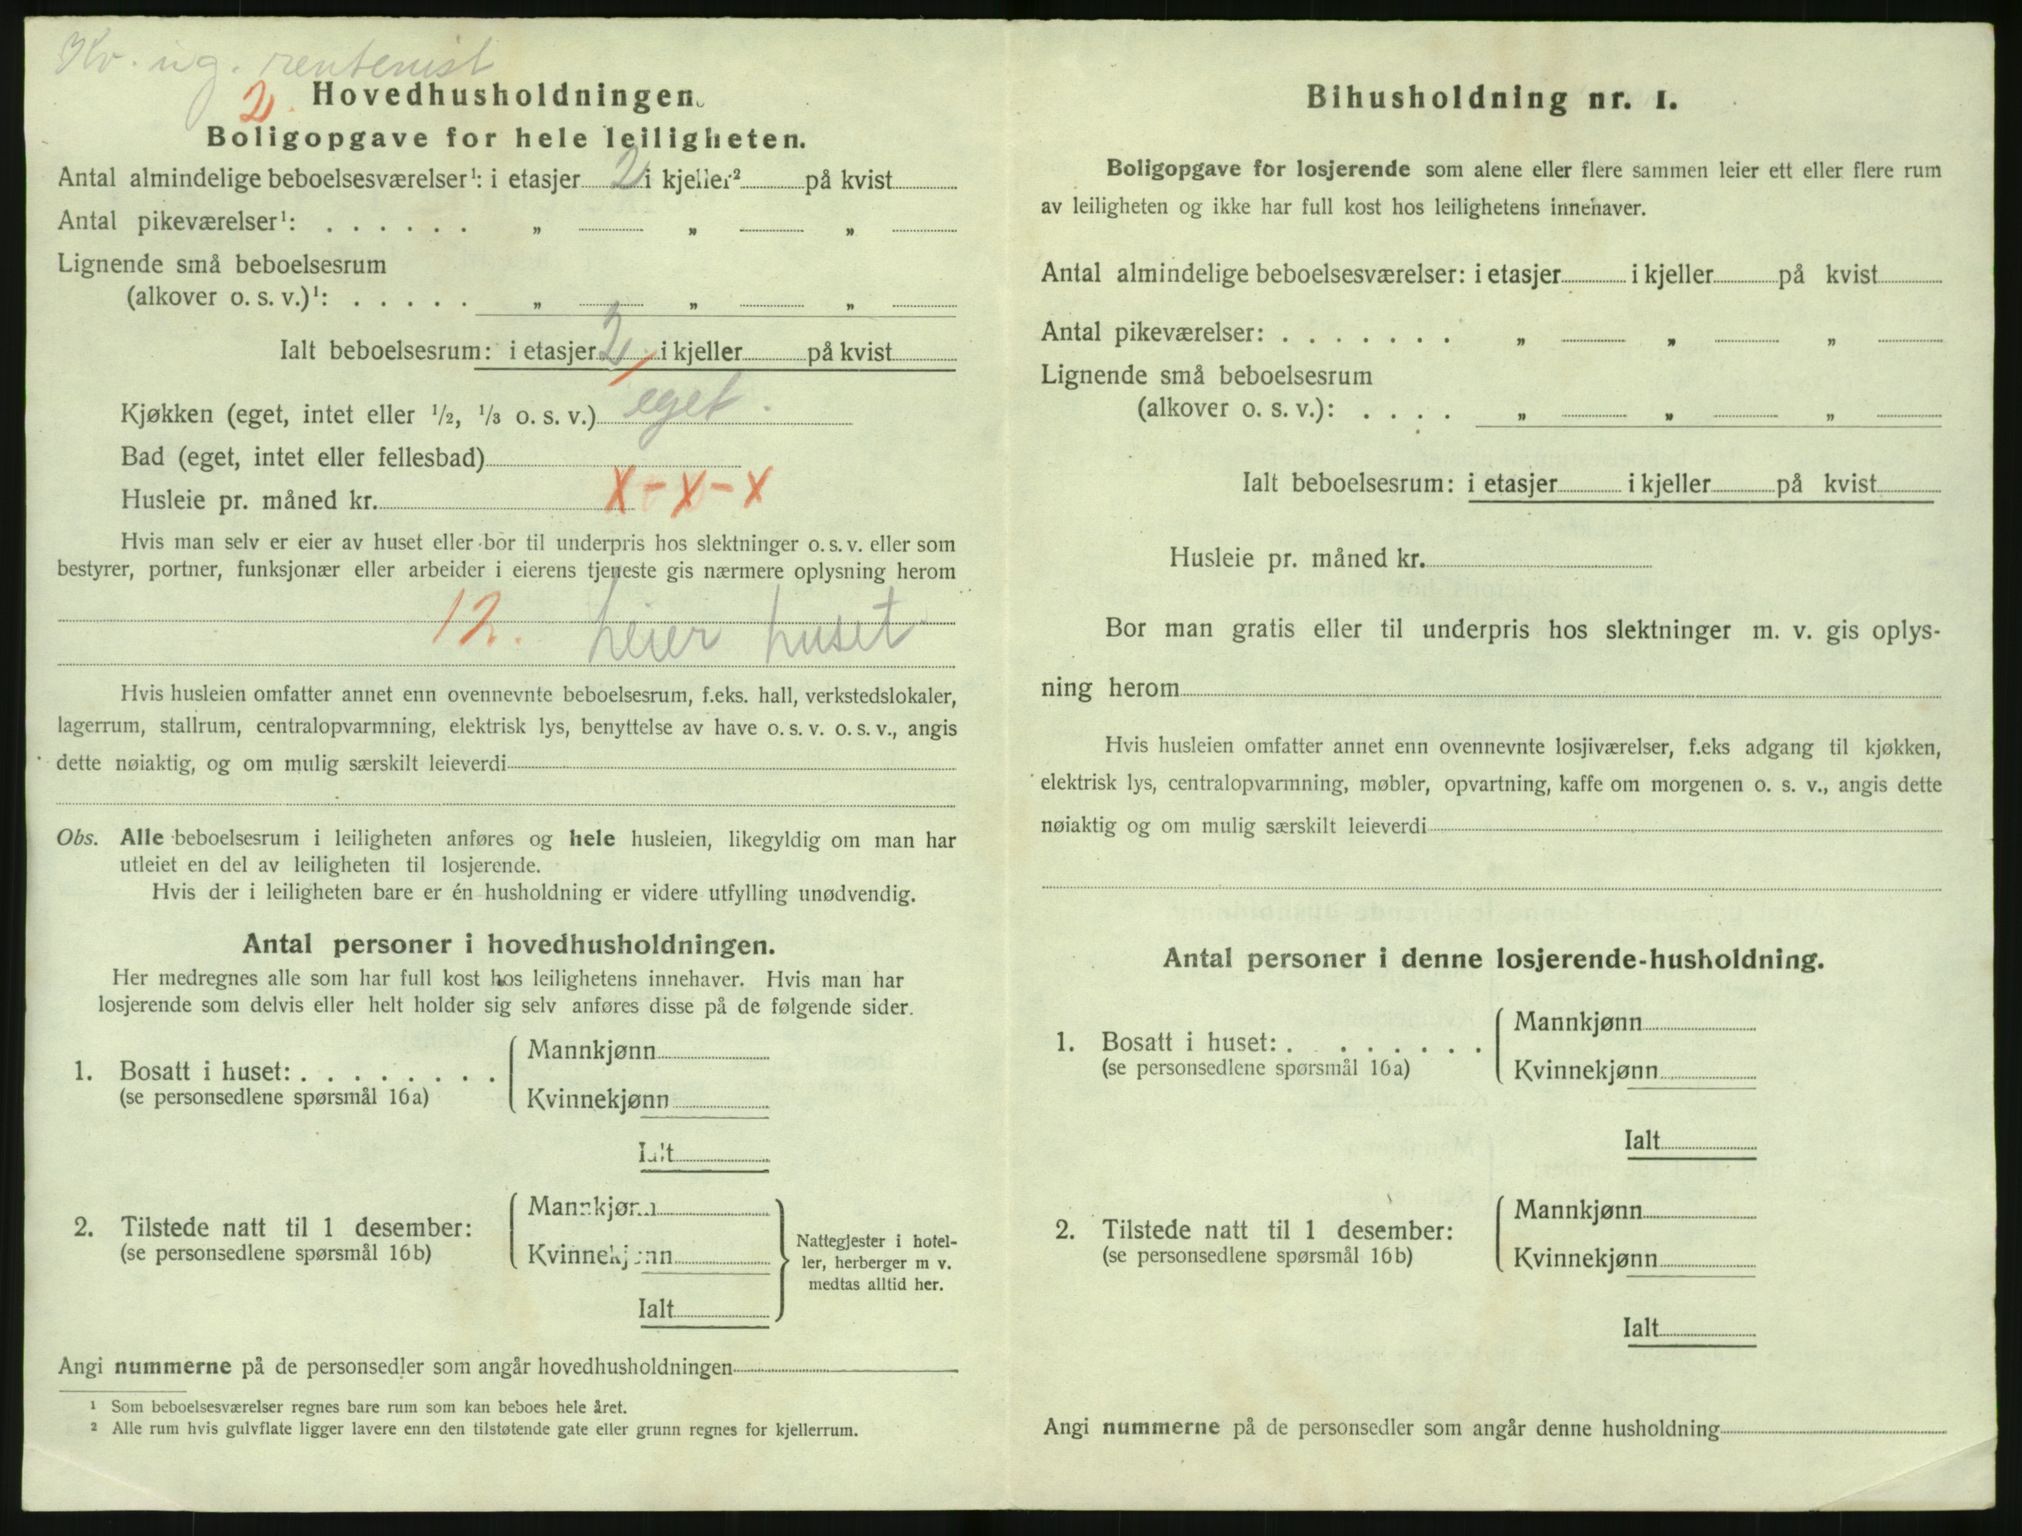 Kv. ug. rentenist
2. Hovedhusholdningen.
Boligopgave for hele leiligheten.
Antal almindelige beboelsesværelser¹: i etasjer 2 i kjeller² på kvist
Antal pikeværelser¹: . . . . . . „ „ „
Lignende små beboelsesrum
(alkover o. s. v.)¹: . . . . . „ „ „
Ialt beboelsesrum: i etasjer 2 i kjeller på kvist
Kjøkken (eget, intet eller 1/2, 1/3 o. s. v.) eget.
Bad (eget, intet eller fellesbad)
Husleie pr. måned kr. x-x-x
Hvis man selv er eier av huset eller bor til underpris hos slektninger o. s. v. eller som
bestyrer, portner, funksjonær eller arbeider i eierens tjeneste gis nærmere oplysning herom
12. heier huset
Hvis husleien omfatter annet enn ovennevnte beboelsesrum, f.eks. hall, verkstedslokaler,
lagerrum, stallrum, centralopvarmning, elektrisk lys, benyttelse av have o. s. v. o. s. v., angis
dette nøiaktig, og om mulig særskilt leieverdi
Obs. Alle beboelsesrum i leiligheten anføres og hele husleien, likegyldig om man har
utleiet en del av leiligheten til losjerende.
Hvis der i leiligheten bare er én husholdning er videre utfylling unødvendig.
Antal personer i hovedhusholdningen.
Her medregnes alle som har full kost hos leilighetens innehaver. Hvis man har
losjerende som delvis eller helt holder sig selv anføres disse på de følgende sider.
Mannkjønn
1. Bosatt i huset: . . . . . . . .
(se personsedlene spørsmål 16 a)
Kvinnekjønn
Ialt
Mannkjønn
2. Tilstede natt til 1 desember:
(se personsedlene spørsmål 16 b)
Kvinnekjønn
Ialt
Nattegjester i hotel-
ler, herberger m v.
medtas alltid her.
Angi nummerne på de personsedler som angår hovedhusholdningen
¹ Som beboelsesværelser regnes bare rum som kan beboes hele året.
² Alle rum hvis gulvflate ligger lavere enn den tilstøtende gate eller grunn regnes for kjellerrum.
Bihusholdning nr. 1.
Boligopgave for losjerende som alene eller flere sammen leier ett eller flere rum
av leiligheten og ikke har full kost hos leilighetens innehaver.
Antal almindelige beboelsesværelser: i etasjer i kjeller på kvist
Antal pikeværelser: . . . . . . . „ „ „
Lignende små beboelsesrum
(alkover o. s. v.): . . . . „ „ „
Ialt beboelsesrum: i etasjer i kjeller på kvist
Husleie pr. måned kr.
Bor man gratis eller til underpris hos slektninger m. v. gis oplys-
ning herom
Hvis husleien omfatter annet enn ovennevnte losjiværelser, f.eks adgang til kjøkken,
elektrisk lys, centralopvarmning, møbler, opvartning, kaffe om morgenen o. s. v., angis dette
nøiaktig og om mulig særskilt leieverdi
Antal personer i denne losjerende-husholdning.
Mannkjønn
1. Bosatt i huset: . . . . . . .
(se personsedlene spørsmål 16 a)
Kvinnekjønn
Ialt
Mannkjønn
2. Tilstede natt til 1 desember:
(se personsedlene spørsmål 16 b)
Kvinnekjønn
Ialt
Angi nummerne på de personsedler som angår denne husholdning